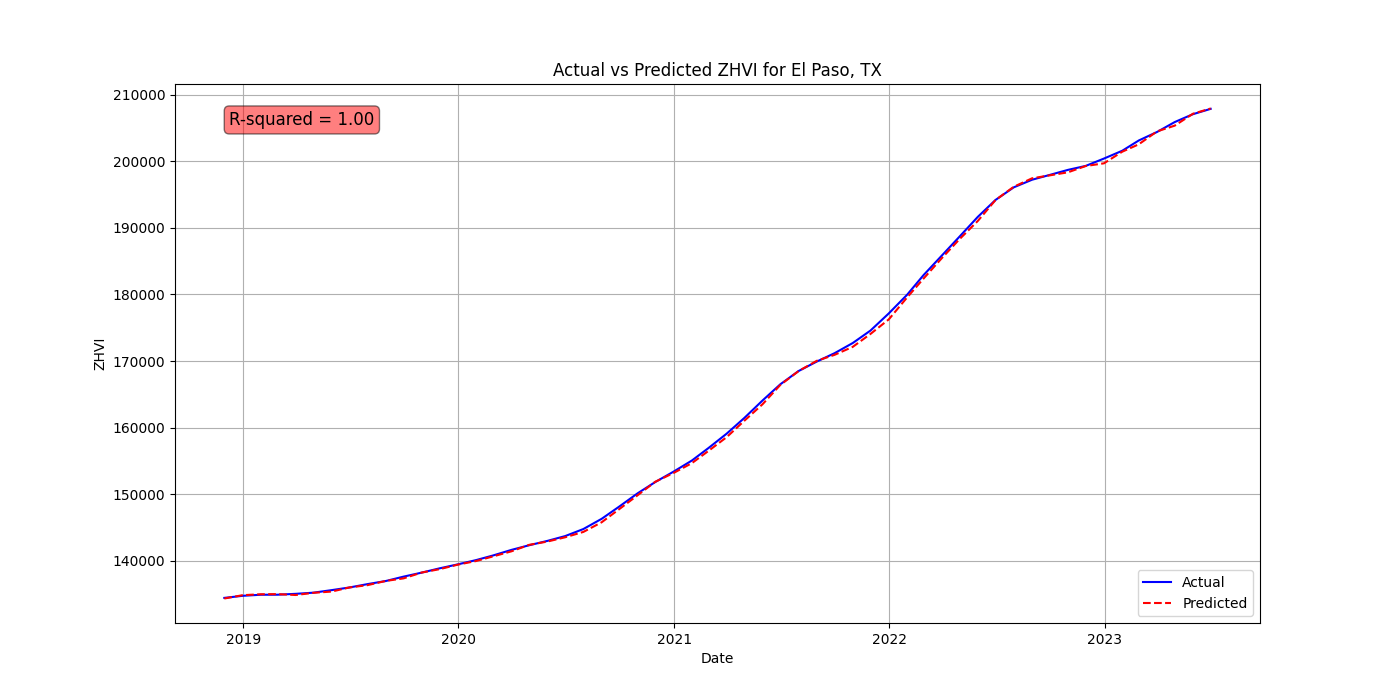 Actual vs Predicted ZHVI for El Paso, TX
R-squared = 1.00
210000
200000
190000
180000
170000
160000
150000
140000
ZHVI
Actual
Predicted
2019 2020 2021 2022 2023
Date